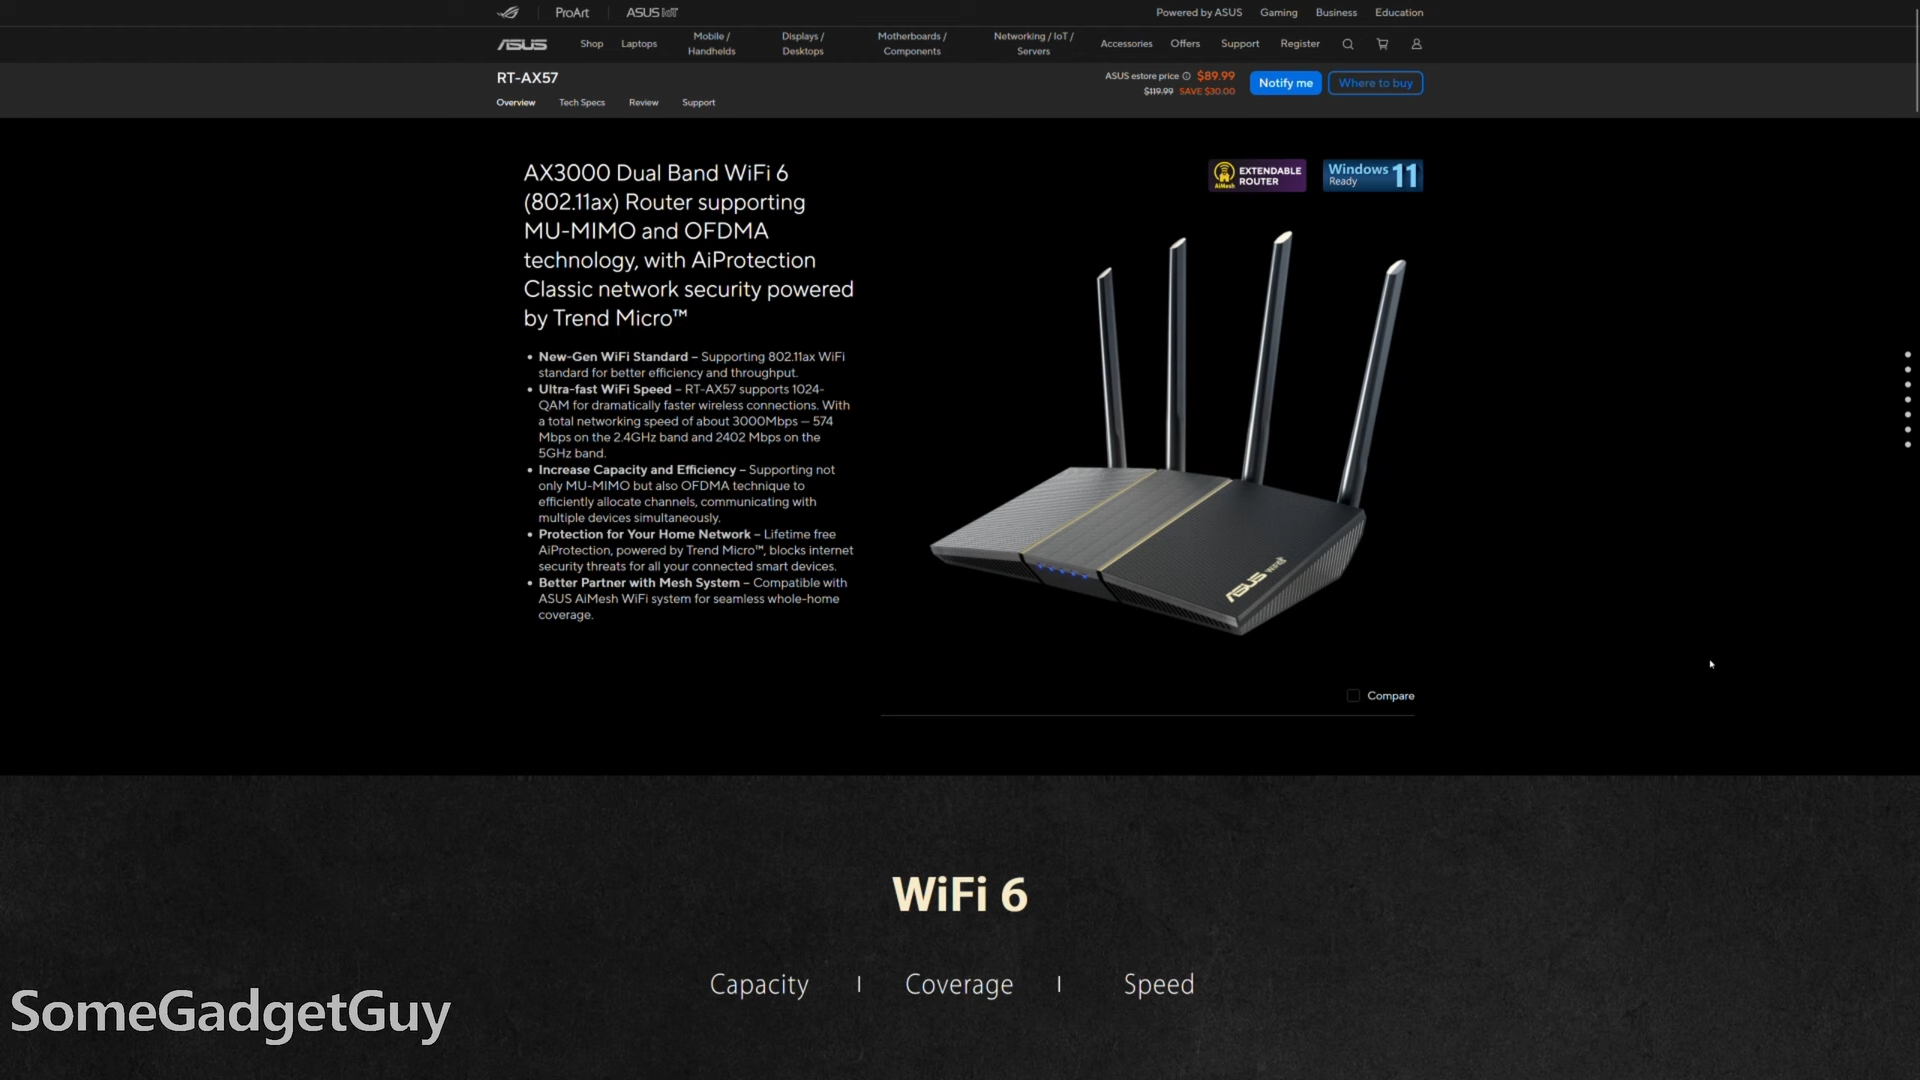 ProArt
ASUS IoT
Powered by ASUS
Gaming
Business
Education
ASUS
Shop
Laptops
Mobile /
Handhelds
Displays /
Desktops
Motherboards /
Components
Networking / IoT /
Servers
Accessories
Offers
Support
Register
RT-AX57
ASUS estore price $89.99
$119.99 SAVE $30.00
Notify me
Where to buy
Overview
Tech Specs
Review
Support
AX3000 Dual Band WiFi 6
(802.11ax) Router supporting
MU-MIMO and OFDMA
technology, with AiProtection
Classic network security powered
by Trend Micro™
• New-Gen WiFi Standard – Supporting 802.11ax WiFi
standard for better efficiency and throughput.
• Ultra-fast WiFi Speed – RT-AX57 supports 1024-
QAM for dramatically faster wireless connections. With
a total networking speed of about 3000Mbps — 574
Mbps on the 2.4GHz band and 2402 Mbps on the
5GHz band.
• Increase Capacity and Efficiency – Supporting not
only MU-MIMO but also OFDMA technique to
efficiently allocate channels, communicating with
multiple devices simultaneously.
• Protection for Your Home Network – Lifetime free
AiProtection, powered by Trend Micro™, blocks internet
security threats for all your connected smart devices.
• Better Partner with Mesh System – Compatible with
ASUS AiMesh WiFi system for seamless whole-home
coverage.
AiMesh
EXTENDABLE
ROUTER
Windows 11
Ready
ASUS WiFi 6
Compare
WiFi 6
Capacity | Coverage | Speed
SomeGadgetGuy